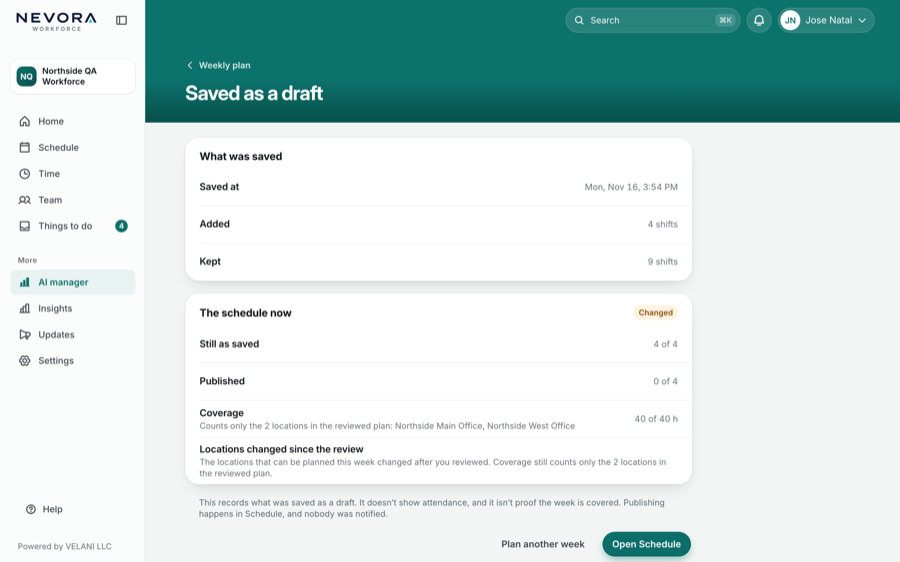 NEVORA
WORKFORCE
Search
⌘K
JN
Jose Natal
NQ
Northside QA
Workforce
Weekly plan
Saved as a draft
Home
Schedule
Time
Team
Things to do
4
More
AI manager
Insights
Updates
Settings
Help
Powered by VELANI LLC
What was saved
Saved at
Mon, Nov 16, 3:54 PM
Added
4 shifts
Kept
9 shifts
The schedule now
Changed
Still as saved
4 of 4
Published
0 of 4
Coverage
Counts only the 2 locations in the reviewed plan: Northside Main Office, Northside West Office
40 of 40 h
Locations changed since the review
The locations that can be planned this week changed after you reviewed. Coverage still counts only the 2 locations in
the reviewed plan.
This records what was saved as a draft. It doesn't show attendance, and it isn't proof the week is covered. Publishing
happens in Schedule, and nobody was notified.
Plan another week
Open Schedule